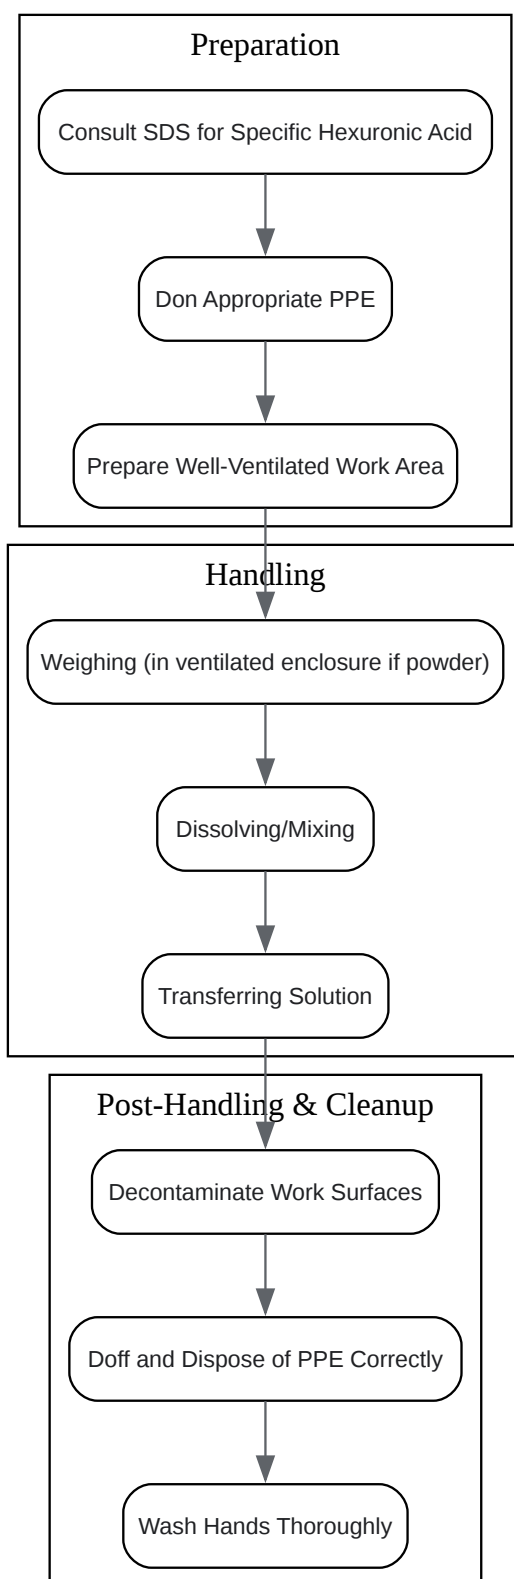 Preparation
Consult SDS for Specific Hexuronic Acid
Don Appropriate PPE
Prepare Well-Ventilated Work Area
Handling
Weighing (in ventilated enclosure if powder)
Dissolving/Mixing
Transferring Solution
Post-Handling & Cleanup
Decontaminate Work Surfaces
Doff and Dispose of PPE Correctly
Wash Hands Thoroughly